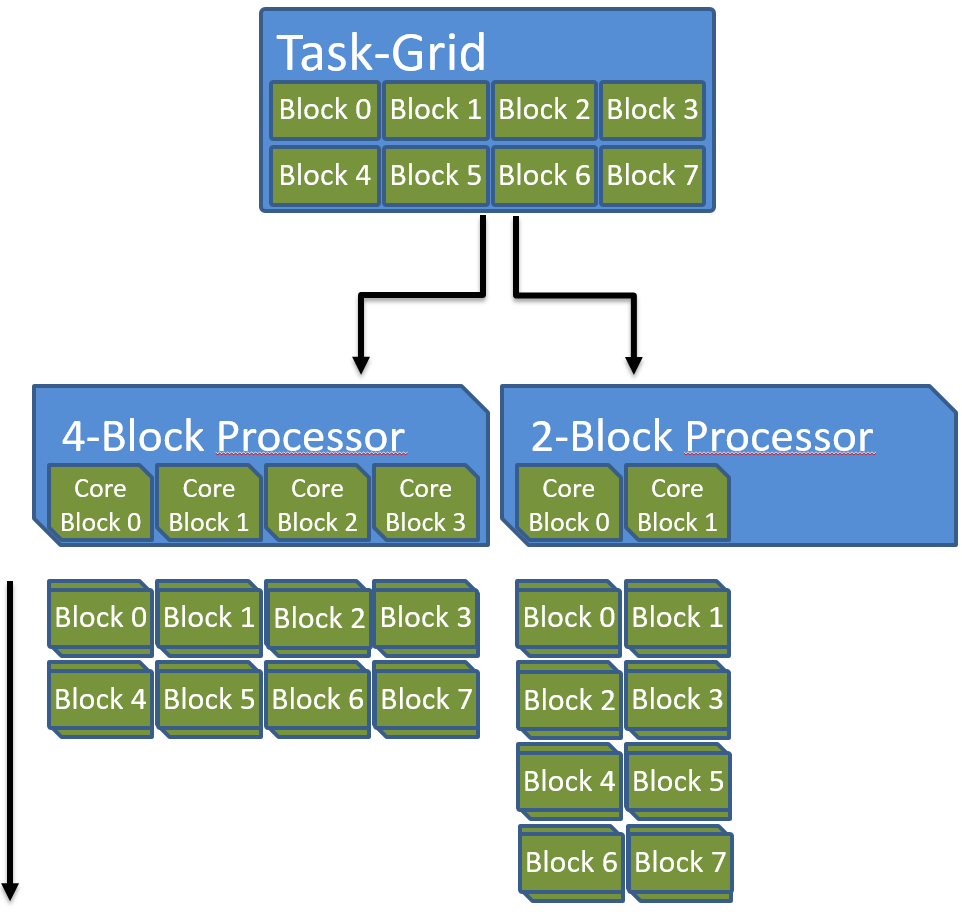 Task-Grid
Block 0 Block 1 Block 2 Block 3
Block 4 Block 5 Block 6 Block 7
4-Block Processor
Core Block 0
Core Block 1
Core Block 2
Core Block 3
2-Block Processor
Core Block 0
Core Block 1
Block 0 Block 1 Block 2 Block 3
Block 4 Block 5 Block 6 Block 7
Block 0 Block 1
Block 2 Block 3
Block 4 Block 5
Block 6 Block 7